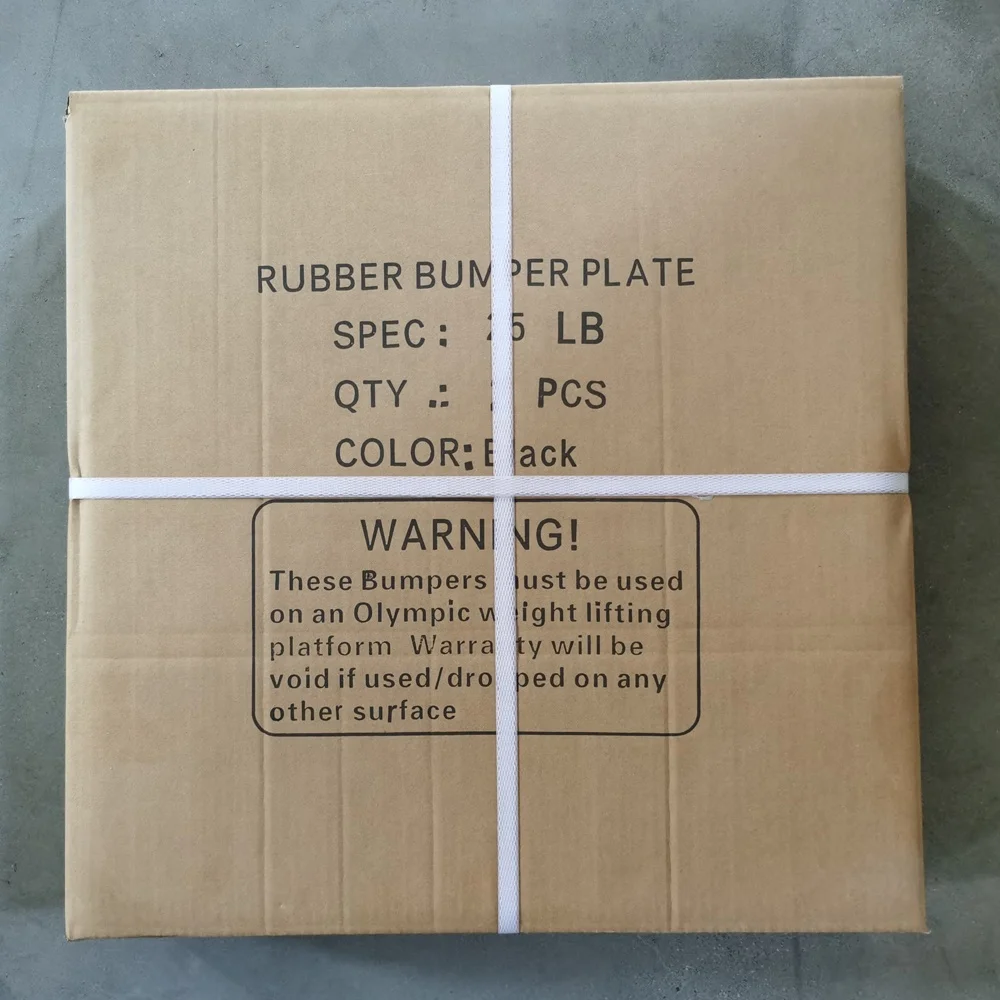 RUBBER BUMPER PLATE
SPEC: 25 LB
QTY .: PCS
COLOR: Black
WARNING!
These Bumpers must be used
on an Olympic weight lifting
platform Warranty will be
void if used/dropped on any
other surface